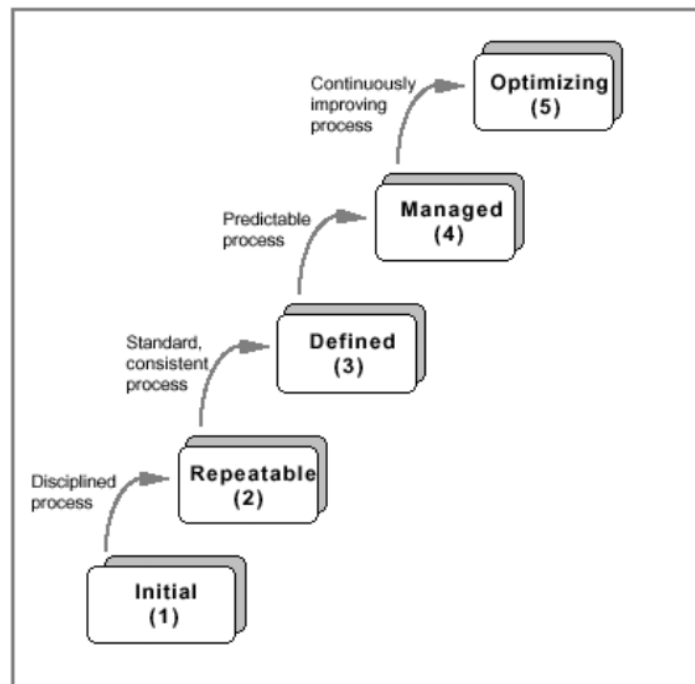 Continuously
improving
process
Optimizing
(5)
Predictable
process
Managed
(4)
Standard,
consistent
process
Defined
(3)
Disciplined
process
Repeatable
(2)
Initial
(1)